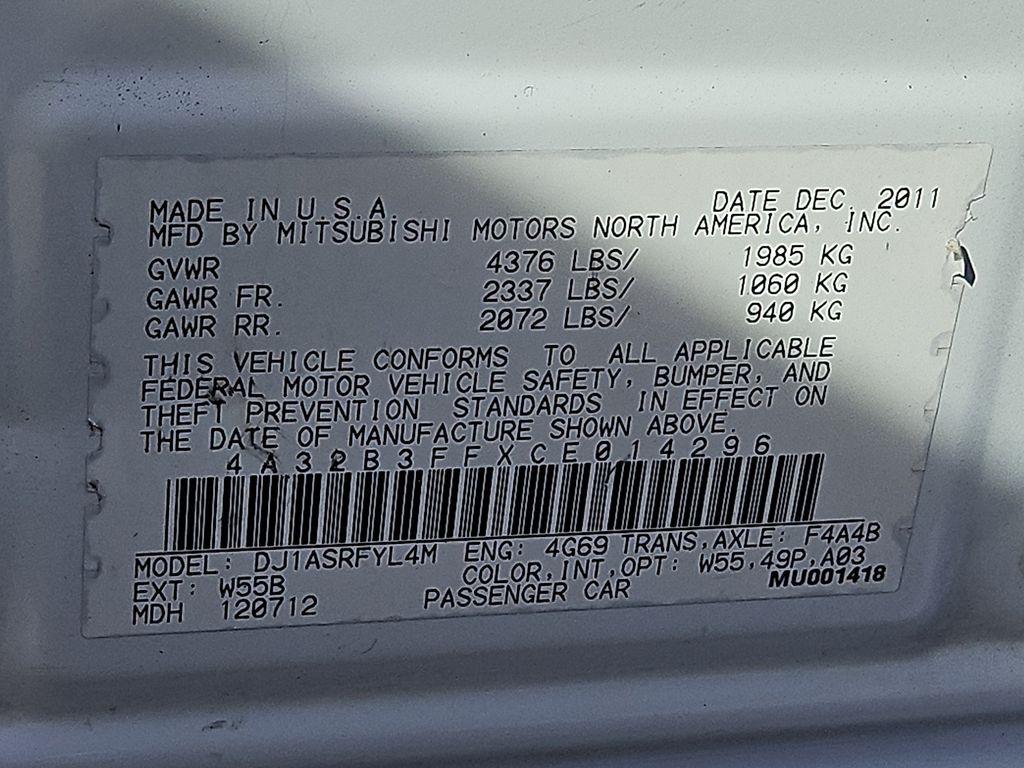 MADE IN U.S.A. DATE DEC. 2011
MFD BY MITSUBISHI MOTORS NORTH AMERICA, INC.
GVWR 4376 LBS/ 1985 KG
GAWR FR. 2337 LBS/ 1060 KG
GAWR RR. 2072 LBS/ 940 KG
THIS VEHICLE CONFORMS TO ALL APPLICABLE
FEDERAL MOTOR VEHICLE SAFETY, BUMPER, AND
THEFT PREVENTION STANDARDS IN EFFECT ON
THE DATE OF MANUFACTURE SHOWN ABOVE.
4A32B3FFXCE014296
MODEL: DJ1ASRFYL4M ENG: 4G69 TRANS,AXLE: F4A4B
EXT: W55B COLOR,INT,OPT: W55,49P,A03
MDH 120712 PASSENGER CAR MU001418